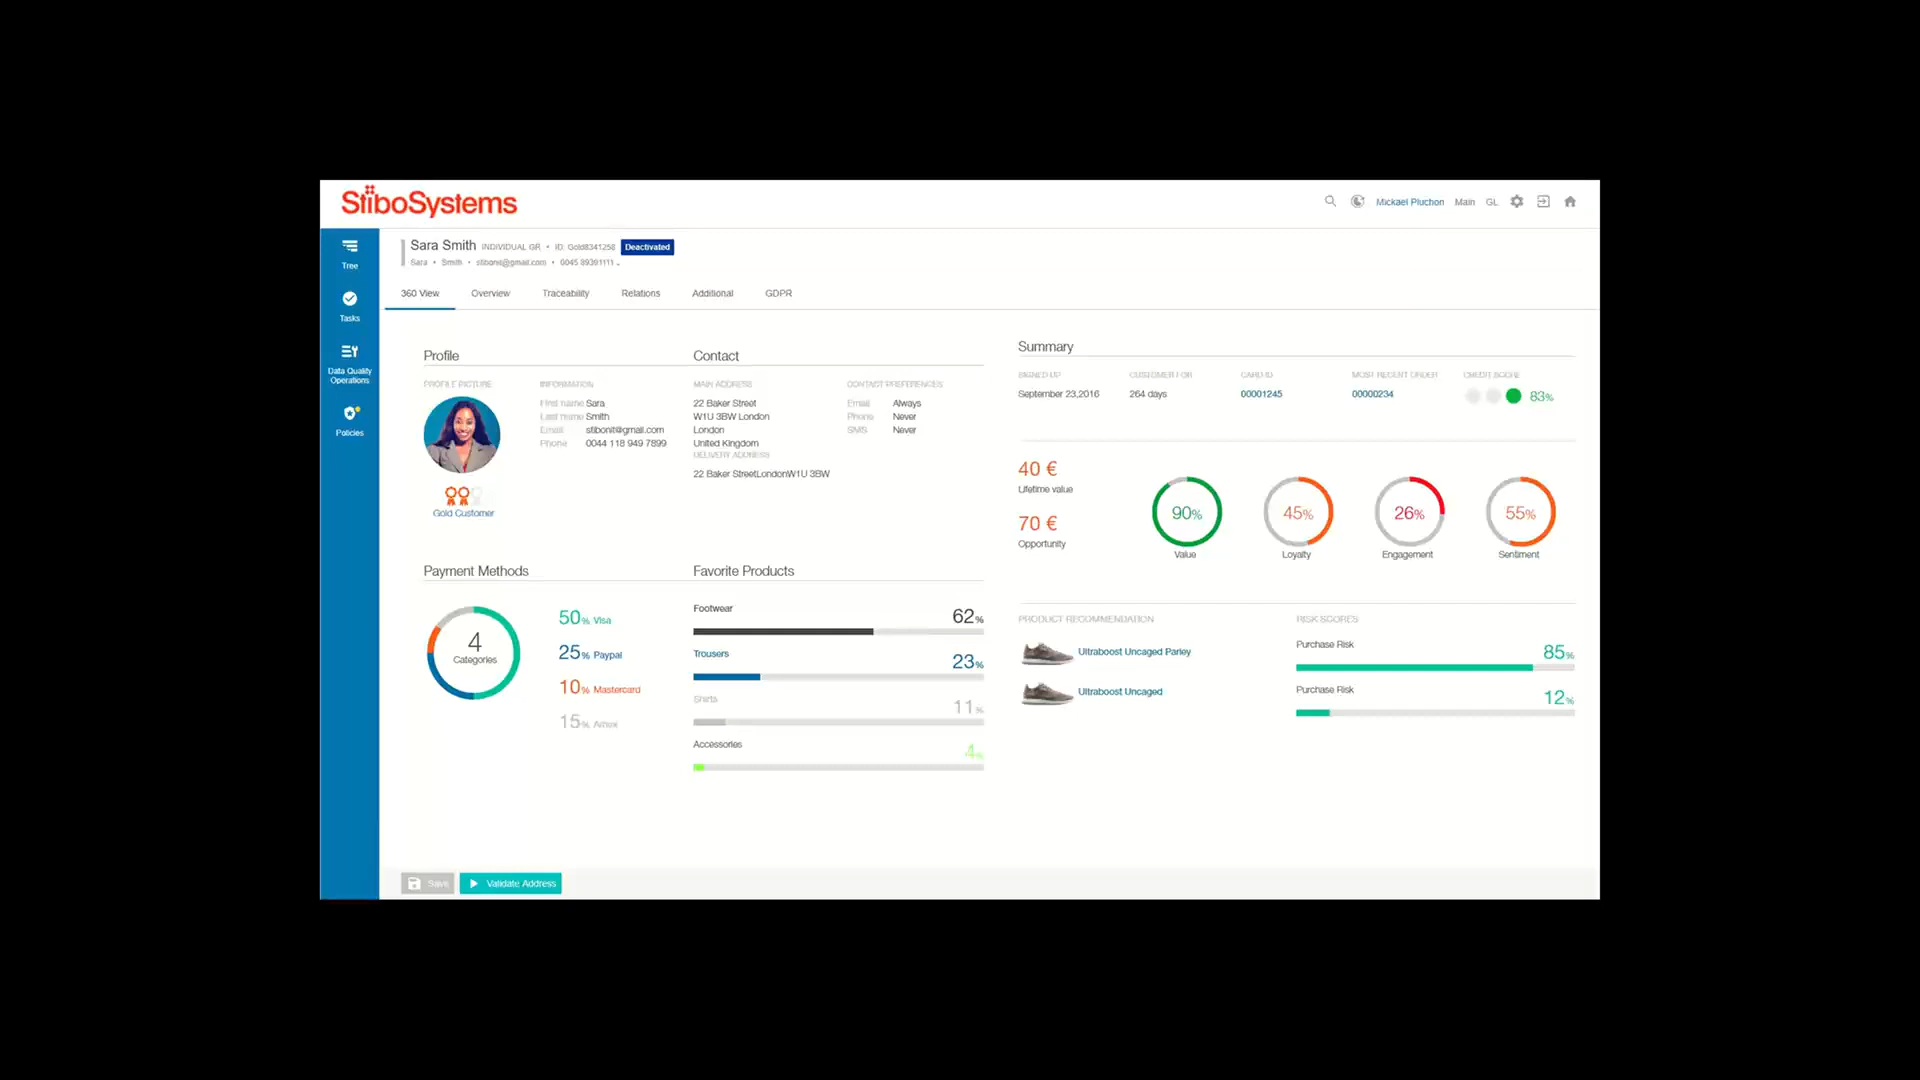 StiboSystems
Mickael Pluchon Main GL
Tree
Tasks
Data Quality
Operations
Policies
Sara Smith INDIVIDUAL GR • ID: Gold8341258 Deactivated
Sara • Smith • stibonit@gmail.com • 0045 89391111
360 View Overview Traceability Relations Additional GDPR
Profile
PROFILE PICTURE
Gold Customer
INFORMATION
First name Sara
Last name Smith
Email stibonit@gmail.com
Phone 0044 118 949 7899
Contact
MAIN ADDRESS
22 Baker Street
W1U 3BW London
London
United Kingdom
DELIVERY ADDRESS
22 Baker StreetLondonW1U 3BW
CONTACT PREFERENCES
Email Always
Phone Never
SMS Never
Summary
SIGNED UP CUSTOMER FOR CARD ID MOST RECENT ORDER CREDIT SCORE
September 23,2016 264 days 00001245 00000234 83%
40 €
Lifetime value
70 €
Opportunity
90% 45% 26% 55%
Value Loyalty Engagement Sentiment
Payment Methods
4
Categories
50% Visa
25% Paypal
10% Mastercard
15% Amex
Favorite Products
Footwear 62%
Trousers 23%
Shirts 11%
Accessories 4%
PRODUCT RECOMMENDATION
Ultraboost Uncaged Parley
Ultraboost Uncaged
RISK SCORES
Purchase Risk 85%
Purchase Risk 12%
Save Validate Address